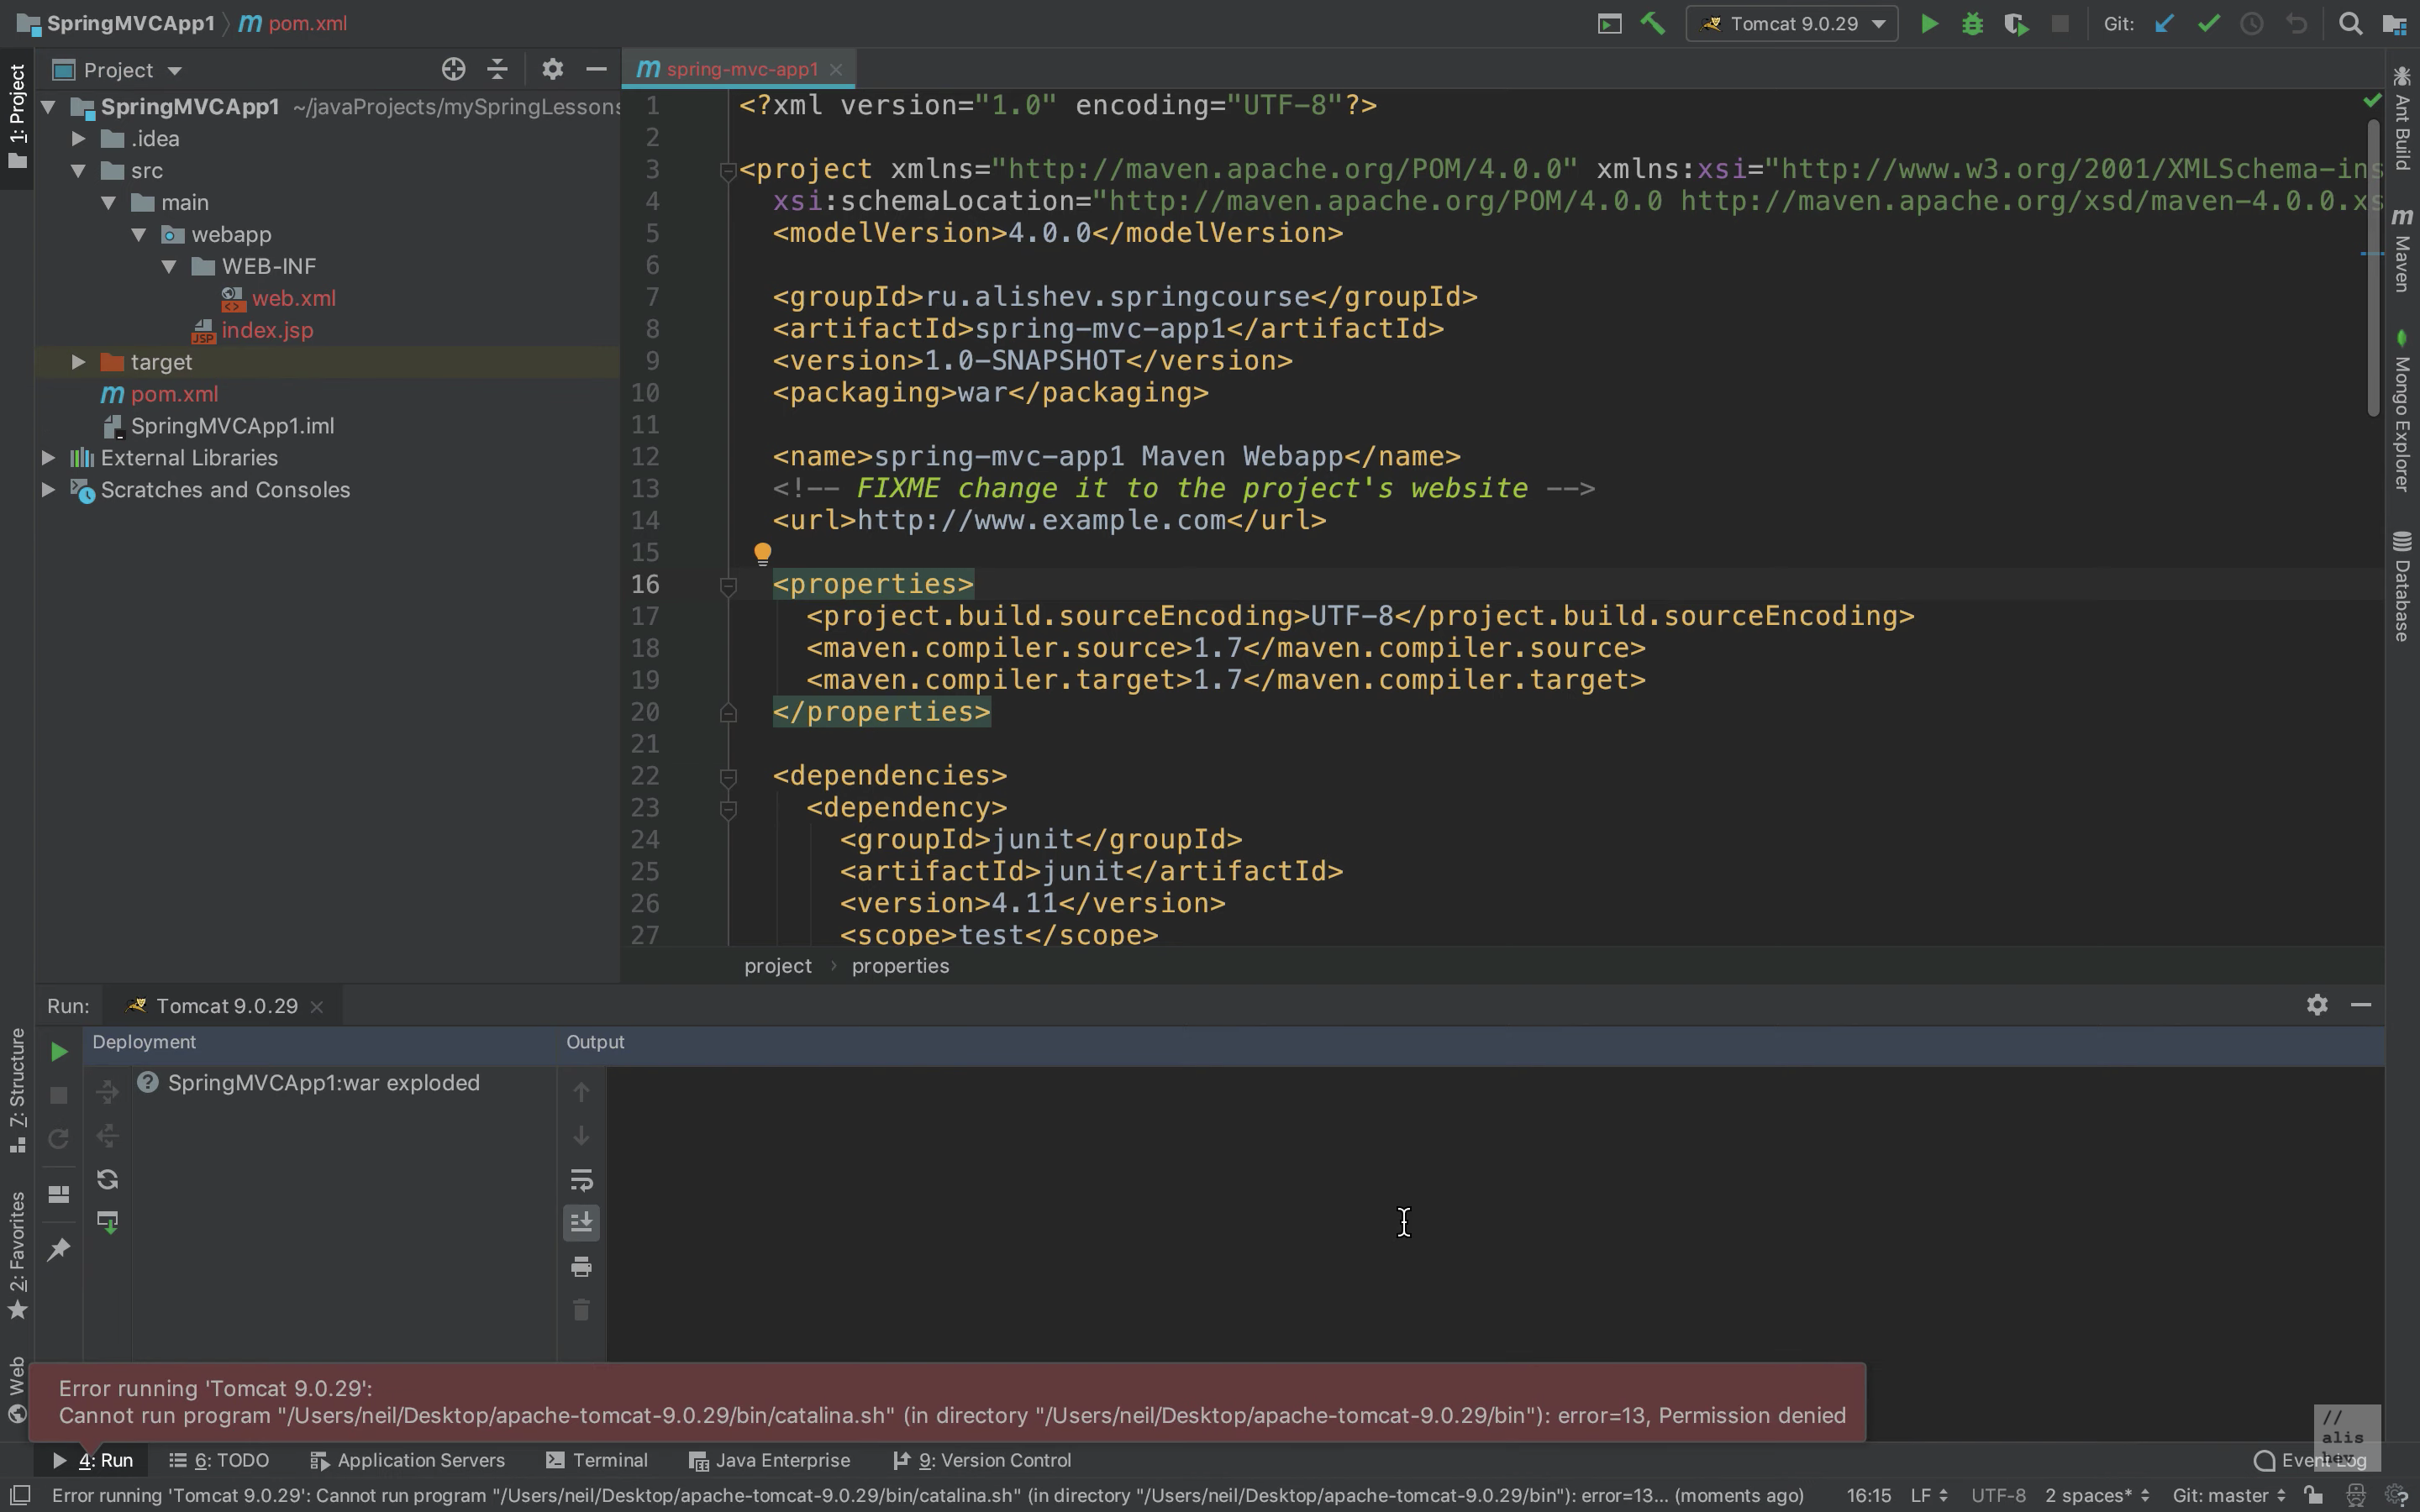 SpringMVCApp1 pom.xml
Tomcat 9.0.29
Git:
1: Project
Project
SpringMVCApp1 ~/javaProjects/mySpringLessons
.idea
src
main
webapp
WEB-INF
web.xml
index.jsp
target
pom.xml
SpringMVCApp1.iml
External Libraries
Scratches and Consoles
spring-mvc-app1
1 <?xml version="1.0" encoding="UTF-8"?>
2
3 <project xmlns="http://maven.apache.org/POM/4.0.0" xmlns:xsi="http://www.w3.org/2001/XMLSchema-ins
4 xsi:schemaLocation="http://maven.apache.org/POM/4.0.0 http://maven.apache.org/xsd/maven-4.0.0.xs
5 <modelVersion>4.0.0</modelVersion>
6
7 <groupId>ru.alishev.springcourse</groupId>
8 <artifactId>spring-mvc-app1</artifactId>
9 <version>1.0-SNAPSHOT</version>
10 <packaging>war</packaging>
11
12 <name>spring-mvc-app1 Maven Webapp</name>
13 <!-- FIXME change it to the project's website -->
14 <url>http://www.example.com</url>
15
16 <properties>
17 <project.build.sourceEncoding>UTF-8</project.build.sourceEncoding>
18 <maven.compiler.source>1.7</maven.compiler.source>
19 <maven.compiler.target>1.7</maven.compiler.target>
20 </properties>
21
22 <dependencies>
23 <dependency>
24 <groupId>junit</groupId>
25 <artifactId>junit</artifactId>
26 <version>4.11</version>
27 <scope>test</scope>
project › properties
Ant Build
Maven
Mongo Explorer
Database
Run: Tomcat 9.0.29
Deployment
Output
SpringMVCApp1:war exploded
7: Structure
2: Favorites
Web
Error running 'Tomcat 9.0.29':
Cannot run program "/Users/neil/Desktop/apache-tomcat-9.0.29/bin/catalina.sh" (in directory "/Users/neil/Desktop/apache-tomcat-9.0.29/bin"): error=13, Permission denied
//
alis
hev
4: Run 6: TODO Application Servers Terminal Java Enterprise 9: Version Control Event Log
Error running 'Tomcat 9.0.29': Cannot run program "/Users/neil/Desktop/apache-tomcat-9.0.29/bin/catalina.sh" (in directory "/Users/neil/Desktop/apache-tomcat-9.0.29/bin"): error=13... (moments ago) 16:15 LF UTF-8 2 spaces* Git: master